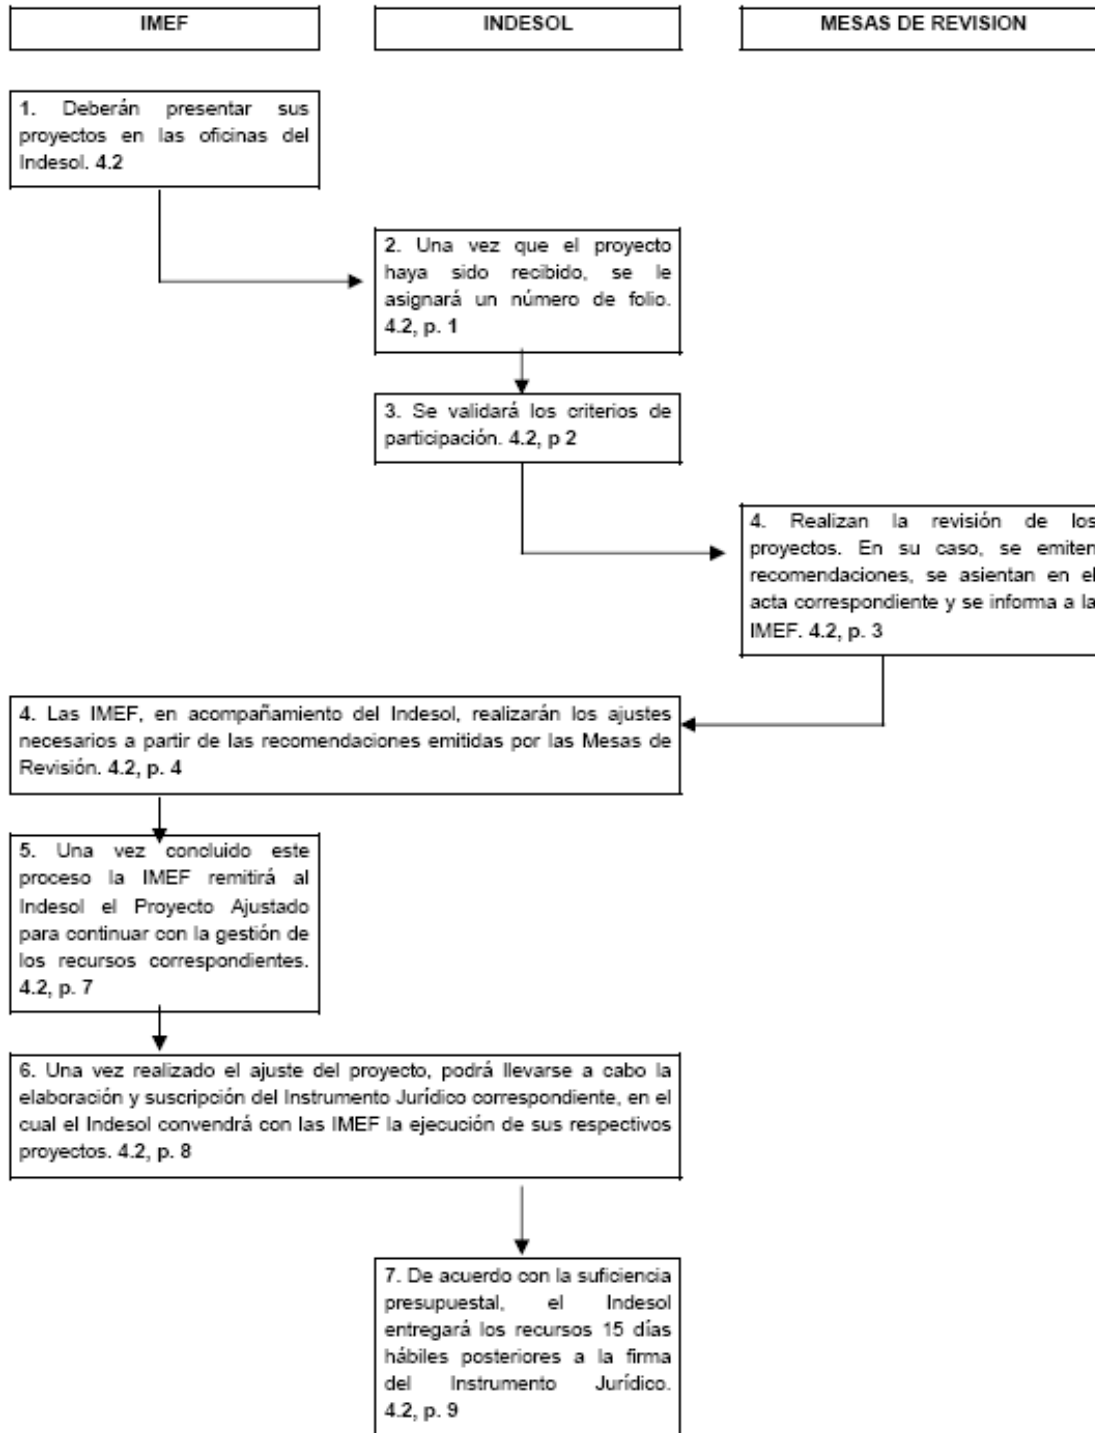 IMEF
INDESOL
MESAS DE REVISION
1. Deberán presentar sus
proyectos en las oficinas del
Indesol. 4.2
2. Una vez que el proyecto
haya sido recibido, se le
asignará un número de folio.
4.2, p. 1
3. Se validará los criterios de
participación. 4.2, p 2
4. Realizan la revisión de los
proyectos. En su caso, se emiten
recomendaciones, se asientan en el
acta correspondiente y se informa a la
IMEF. 4.2, p. 3
4. Las IMEF, en acompañamiento del Indesol, realizarán los ajustes
necesarios a partir de las recomendaciones emitidas por las Mesas de
Revisión. 4.2, p. 4
5. Una vez concluido este
proceso la IMEF remitirá al
Indesol el Proyecto Ajustado
para continuar con la gestión de
los recursos correspondientes.
4.2, p. 7
6. Una vez realizado el ajuste del proyecto, podrá llevarse a cabo la
elaboración y suscripción del Instrumento Jurídico correspondiente, en el
cual el Indesol convendrá con las IMEF la ejecución de sus respectivos
proyectos. 4.2, p. 8
7. De acuerdo con la suficiencia
presupuestal, el Indesol
entregará los recursos 15 días
hábiles posteriores a la firma
del Instrumento Jurídico.
4.2, p. 9